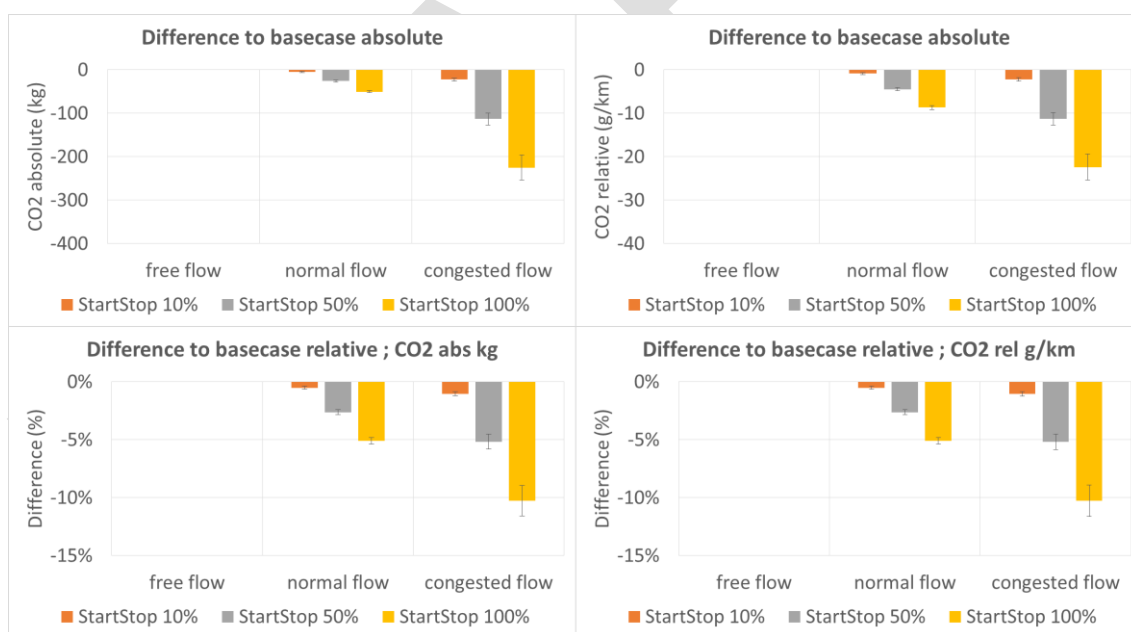 Difference to basecase absolute
0
-100
-200
-300
-400
CO2 absolute (kg)
free flow normal flow congested flow
StartStop 10% StartStop 50% StartStop 100%
Difference to basecase absolute
0
-10
-20
-30
-40
CO2 relative (g/km)
free flow normal flow congested flow
StartStop 10% StartStop 50% StartStop 100%
Difference to basecase relative ; CO2 abs kg
0%
-5%
-10%
-15%
Difference (%)
free flow normal flow congested flow
StartStop 10% StartStop 50% StartStop 100%
Difference to basecase relative ; CO2 rel g/km
0%
-5%
-10%
-15%
Difference (%)
free flow normal flow congested flow
StartStop 10% StartStop 50% StartStop 100%